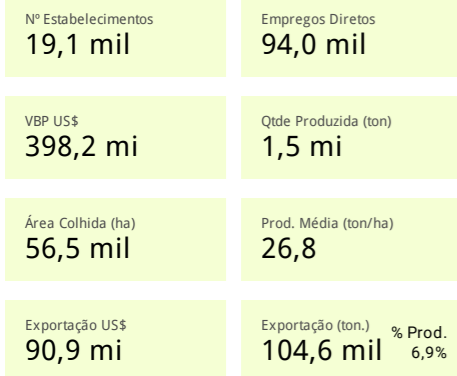 Nº Estabelecimentos
19,1 mil
Empregos Diretos
94,0 mil
VBP US$
398,2 mi
Qtde Produzida (ton)
1,5 mi
Área Colhida (ha)
56,5 mil
Prod. Média (ton/ha)
26,8
Exportação US$
90,9 mi
Exportação (ton.)
104,6 mil
% Prod.
6,9%